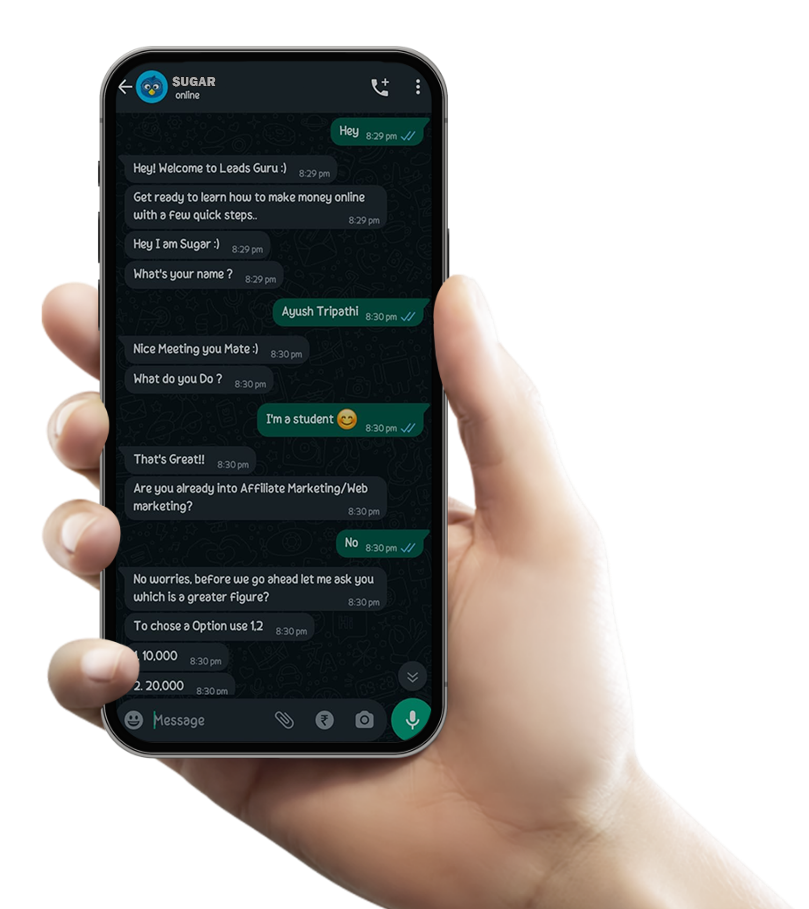 SUGAR
online
Hey 8:29 pm
Hey! Welcome to Leads Guru :) 8:29 pm
Get ready to learn how to make money online
with a few quick steps.. 8:29 pm
Hey I am Sugar :) 8:29 pm
What's your name ? 8:29 pm
Ayush Tripathi 8:30 pm
Nice Meeting you Mate :) 8:30 pm
What do you Do ? 8:30 pm
I'm a student 😊 8:30 pm
That's Great!! 8:30 pm
Are you already into Affiliate Marketing/Web
marketing? 8:30 pm
No 8:30 pm
No worries, before we go ahead let me ask you
which is a greater figure? 8:30 pm
To chose a Option use 1,2 8:30 pm
1. 10,000 8:30 pm
2. 20,000 8:30 pm
Message